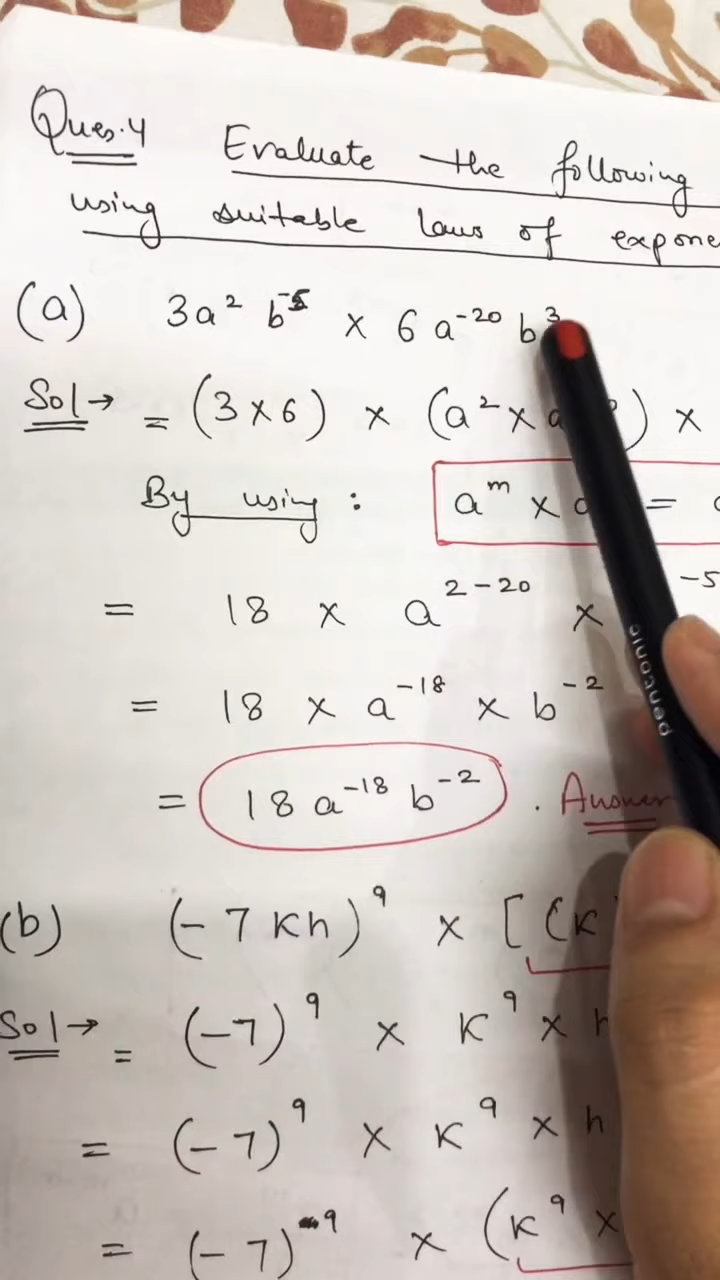 Ques.4 Evaluate the following
using suitable laws of
(a) 3a² b⁻⁵ × 6 a⁻²⁰ b³
Sol → = (3 × 6) × (a² × a ) ×
By using : aᵐ × a =
= 18 × a²⁻²⁰ × ⁻⁵
= 18 × a⁻¹⁸ × b⁻²
= 18 a⁻¹⁸ b⁻² . Answer
pentonic
(b) (- 7 Kh)⁹ × [ (K
Sol → = (-7)⁹ × K⁹ × h
= (-7)⁹ × K⁹ × h
= (-7)⁹ × (K⁹ ×